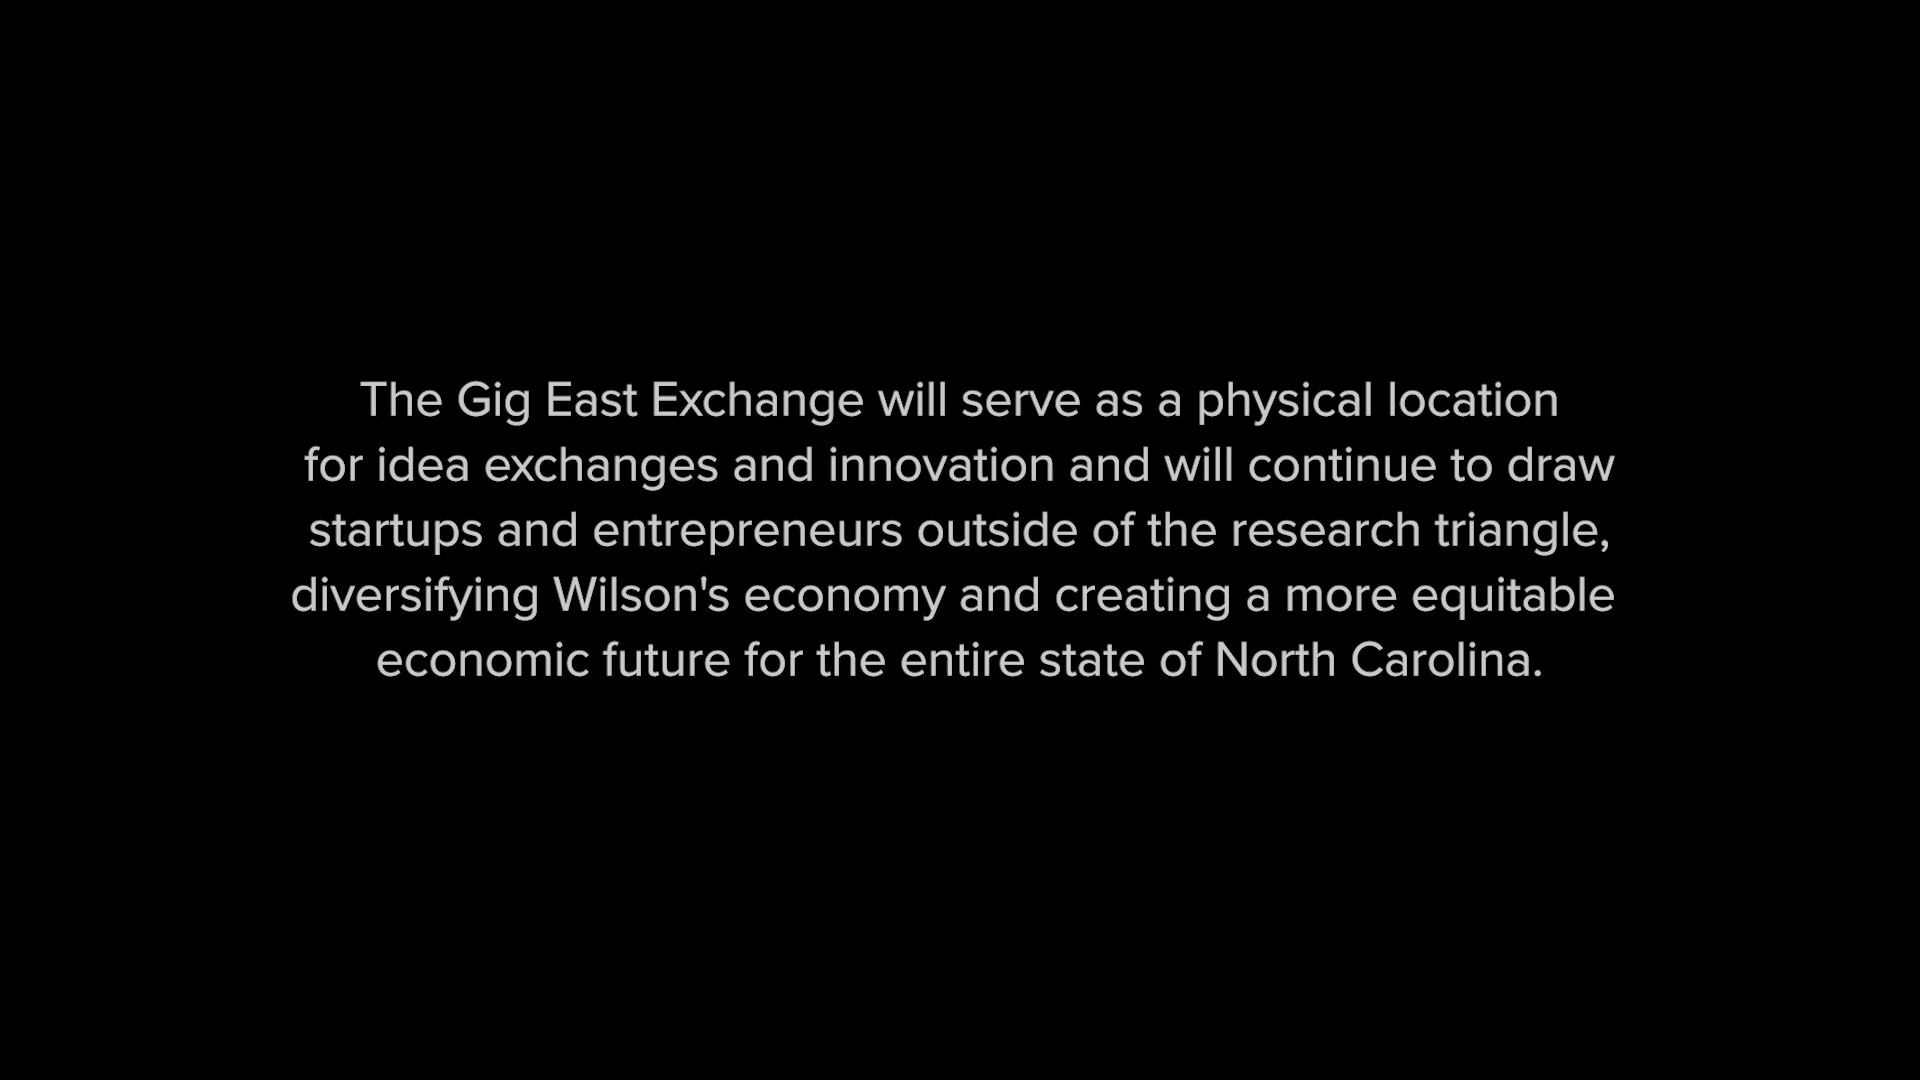 The Gig East Exchange will serve as a physical location
for idea exchanges and innovation and will continue to draw
startups and entrepreneurs outside of the research triangle,
diversifying Wilson's economy and creating a more equitable
economic future for the entire state of North Carolina.